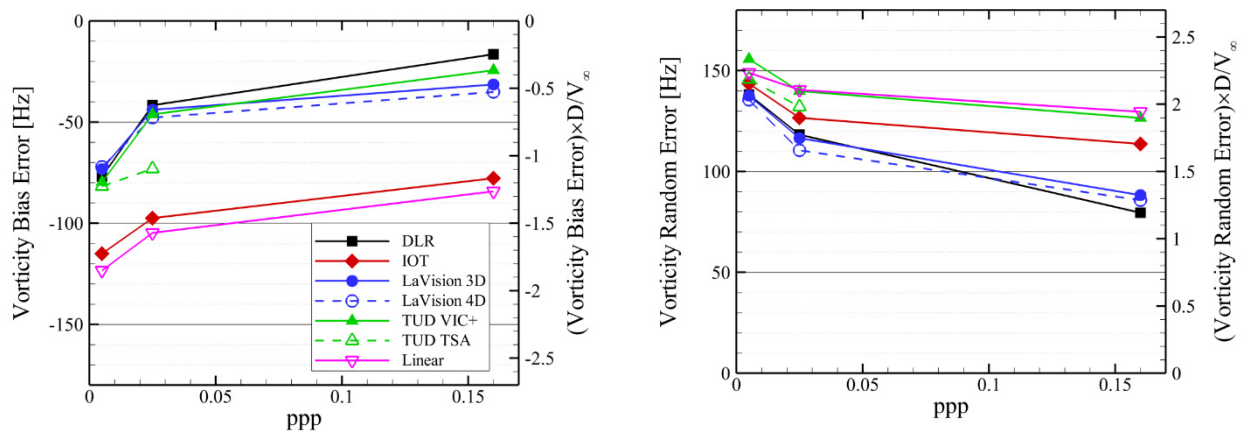 Vorticity Bias Error [Hz]
0
-50
-100
-150
0
0.05
0.1
0.15
ppp
0
-0.5
-1
-1.5
-2
-2.5
(Vorticity Bias Error)×D/V∞
DLR
IOT
LaVision 3D
LaVision 4D
TUD VIC+
TUD TSA
Linear
Vorticity Random Error [Hz]
150
100
50
0
0
0.05
0.1
0.15
ppp
2.5
2
1.5
1
0.5
0
(Vorticity Random Error)×D/V∞